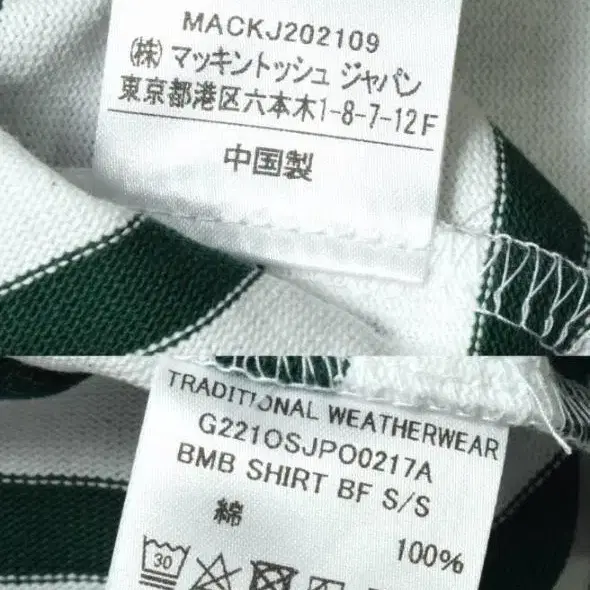 MACKJ202109
(株) マッキントッシュ ジャパン
東京都港区六本木1-8-7-12F
中国製
TRADITIONAL WEATHERWEAR
G221OSJPO0217A
BMB SHIRT BF S/S
綿
100%
30